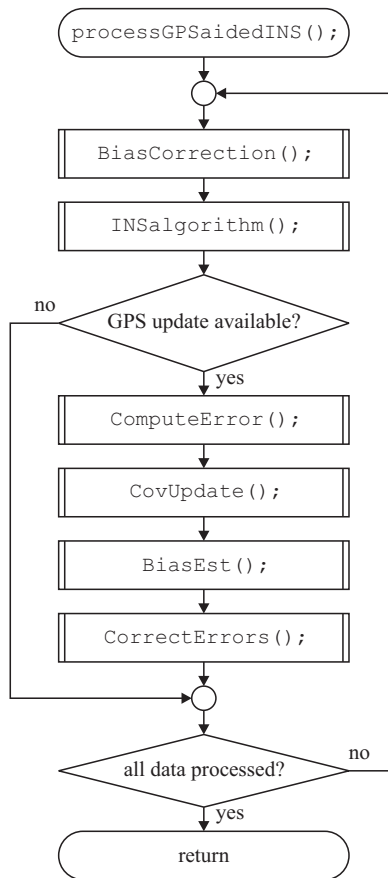 processGPSaidedINS();
BiasCorrection();
INSalgorithm();
no
GPS update available?
yes
ComputeError();
CovUpdate();
BiasEst();
CorrectErrors();
all data processed?
no
yes
return